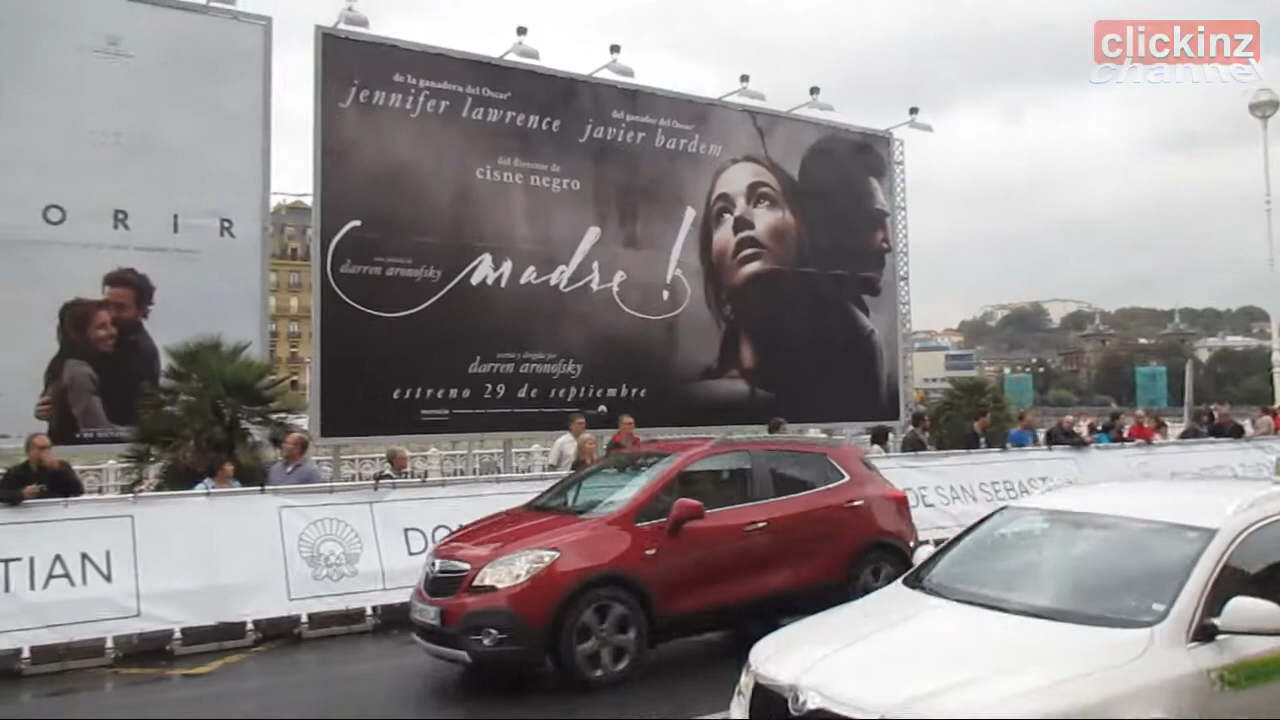 clickinz
channel
de la ganadora del Oscar®
jennifer lawrence
del ganador del Oscar®
javier bardem
del director de
cisne negro
ORIR
una película de
darren aronofsky
madre!
escrita y dirigida por
darren aronofsky
estreno 29 de septiembre
TIAN
DO
DE SAN SEBASTI